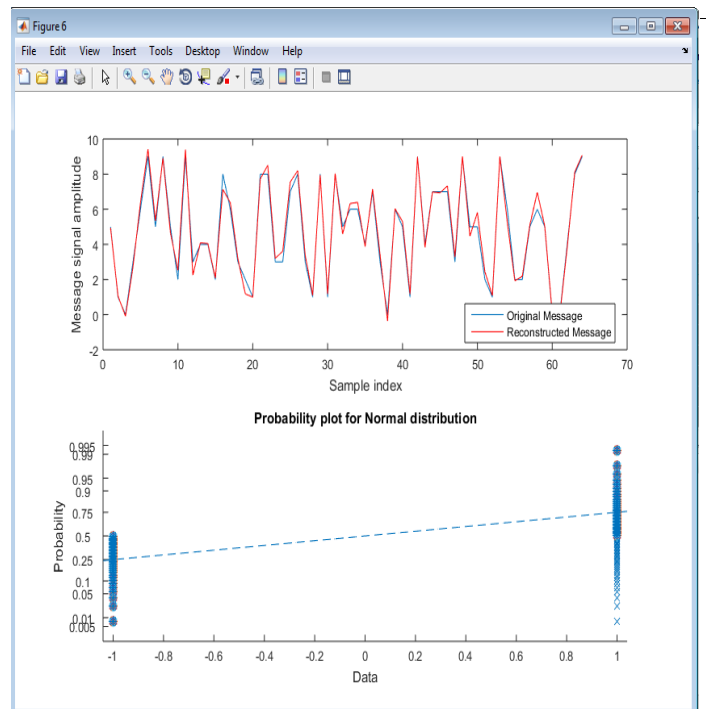 Figure 6
File Edit View Insert Tools Desktop Window Help
Message signal amplitude
10
8
6
4
2
0
-2
0 10 20 30 40 50 60 70
Sample index
Original Message
Reconstructed Message
Probability plot for Normal distribution
Probability
0.995
0.99
0.95
0.9
0.75
0.5
0.25
0.1
0.05
0.01
0.005
-1 -0.8 -0.6 -0.4 -0.2 0 0.2 0.4 0.6 0.8 1
Data